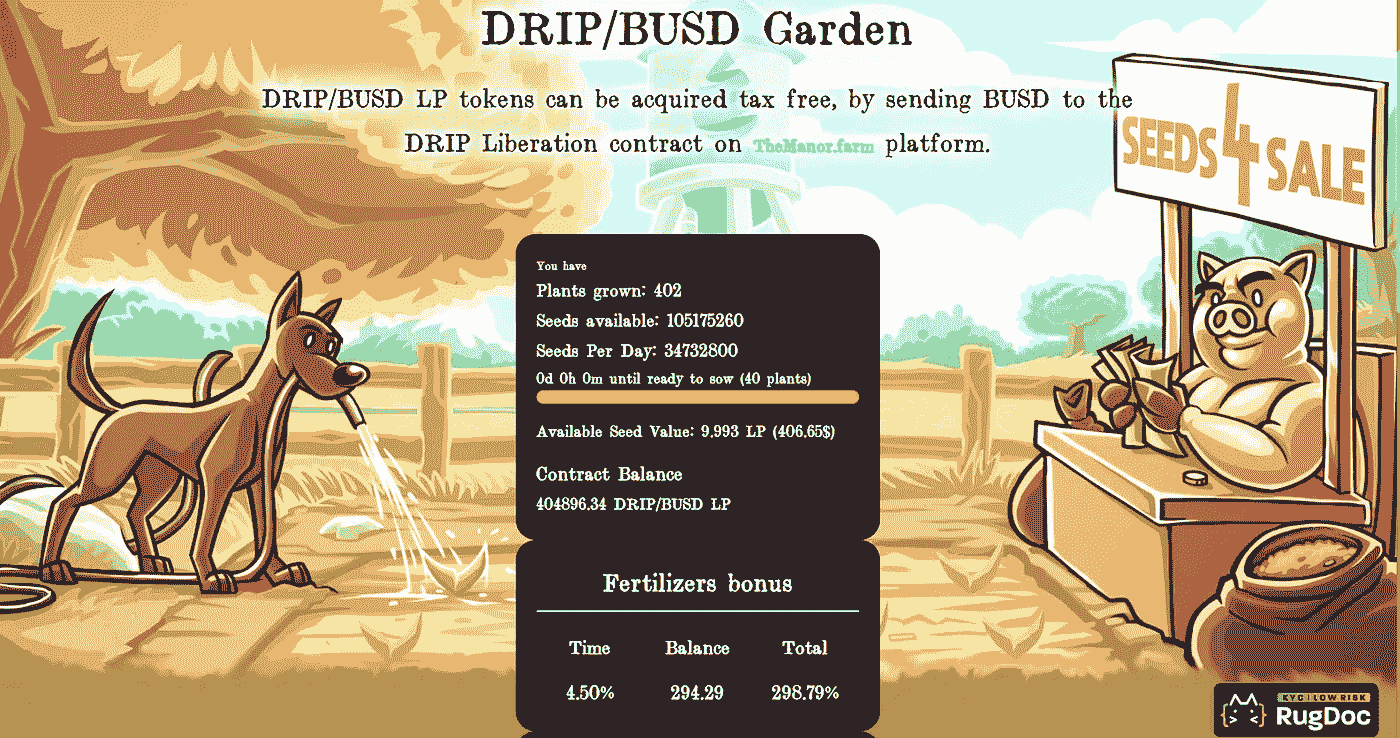 DRIP/BUSD Garden
DRIP/BUSD LP tokens can be acquired tax free, by sending BUSD to the
DRIP Liberation contract on TheManor.farm platform.
SEEDS 4 SALE
You have
Plants grown: 402
Seeds available: 105175260
Seeds Per Day: 34732800
0d 0h 0m until ready to sow (40 plants)
Available Seed Value: 9,993 LP (406.65$)
Contract Balance
404896.34 DRIP/BUSD LP
Fertilizers bonus
Time Balance Total
4.50% 294.29 298.79%
KYC | LOW RISK
RugDoc